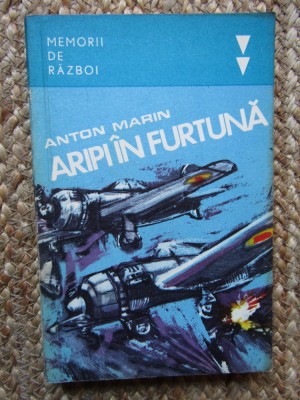 MEMORII
DE
RĂZBOI
ANTON MARIN
ARIPI ÎN FURTUNĂ